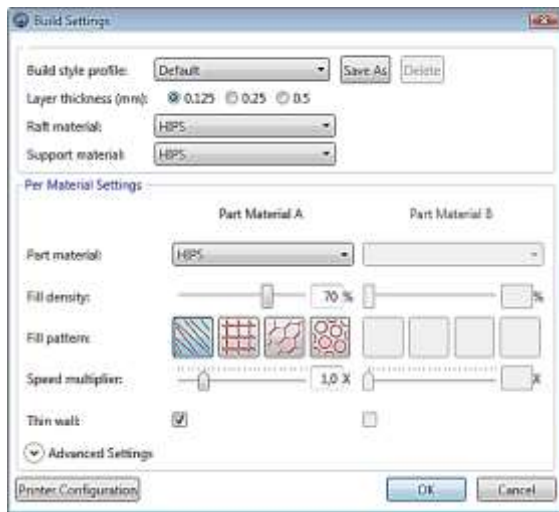 Build Settings
Build style profile: Default Save As Delete
Layer thickness (mm): 0.125 0.25 0.5
Raft material: HIPS
Support material: HIPS
Per Material Settings
Part Material A Part Material B
Part material: HIPS
Fill density: 70 % %
Fill pattern:
Speed multiplier: 1,0 X X
Thin wall:
Advanced Settings
Printer Configuration OK Cancel